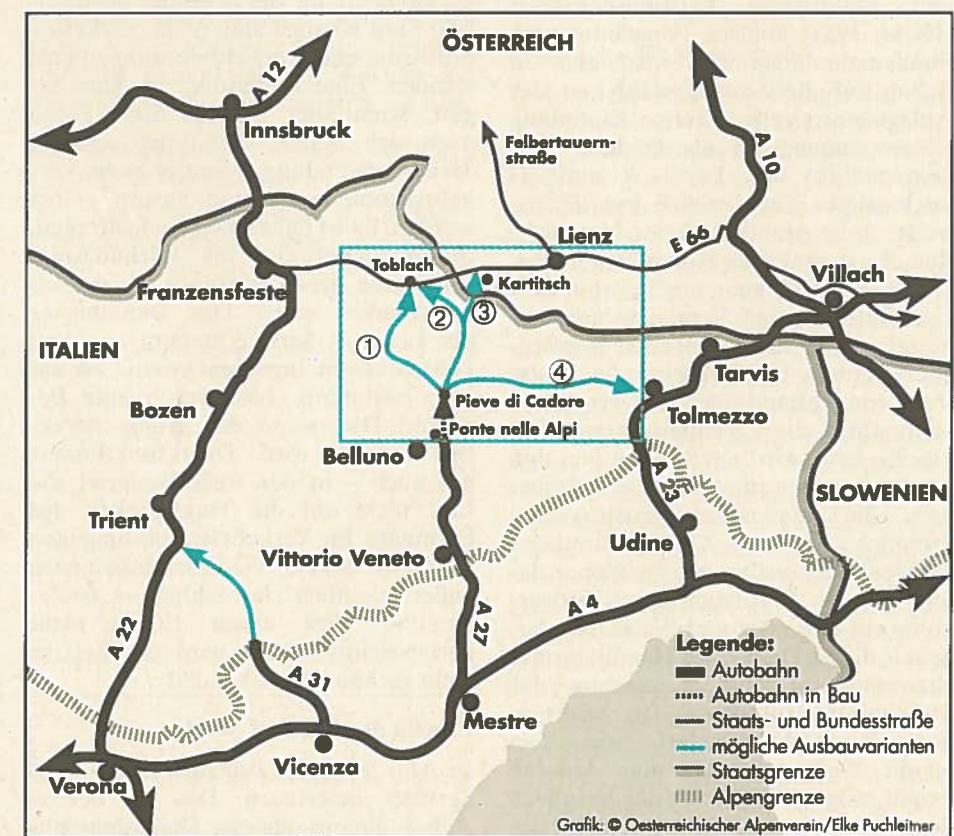 ÖSTERREICH
A 12
Innsbruck
A 10
Felbertauern-
straße
Lienz
E 66
Toblach
Kartitsch
Villach
Franzensfeste
②
③
①
ITALIEN
④
Tarvis
Pieve di Cadore
Bozen
Tolmezzo
Ponte nelle Alpi
Belluno
A 23
SLOWENIEN
Trient
Udine
Vittorio Veneto
A 4
A 27
A 22
A 31
Mestre
Vicenza
Verona
Legende:
Autobahn
Autobahn in Bau
Staats- und Bundesstraße
mögliche Ausbauvarianten
Staatsgrenze
Alpengrenze
Grafik: © Oesterreichischer Alpenverein/Elke Puchleitner